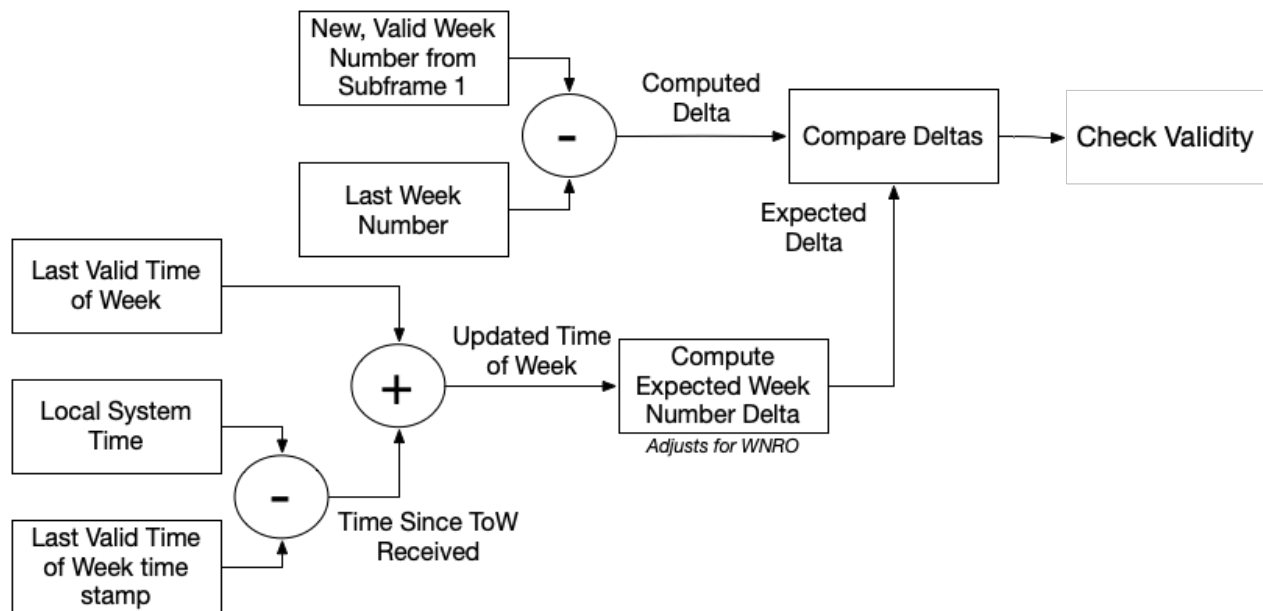 New, Valid Week
Number from
Subframe 1
-
Computed
Delta
Compare Deltas
Check Validity
Last Week
Number
Expected
Delta
Last Valid Time
of Week
+
Updated Time
of Week
Compute
Expected Week
Number Delta
Adjusts for WNRO
Local System
Time
-
Time Since ToW
Received
Last Valid Time
of Week time
stamp